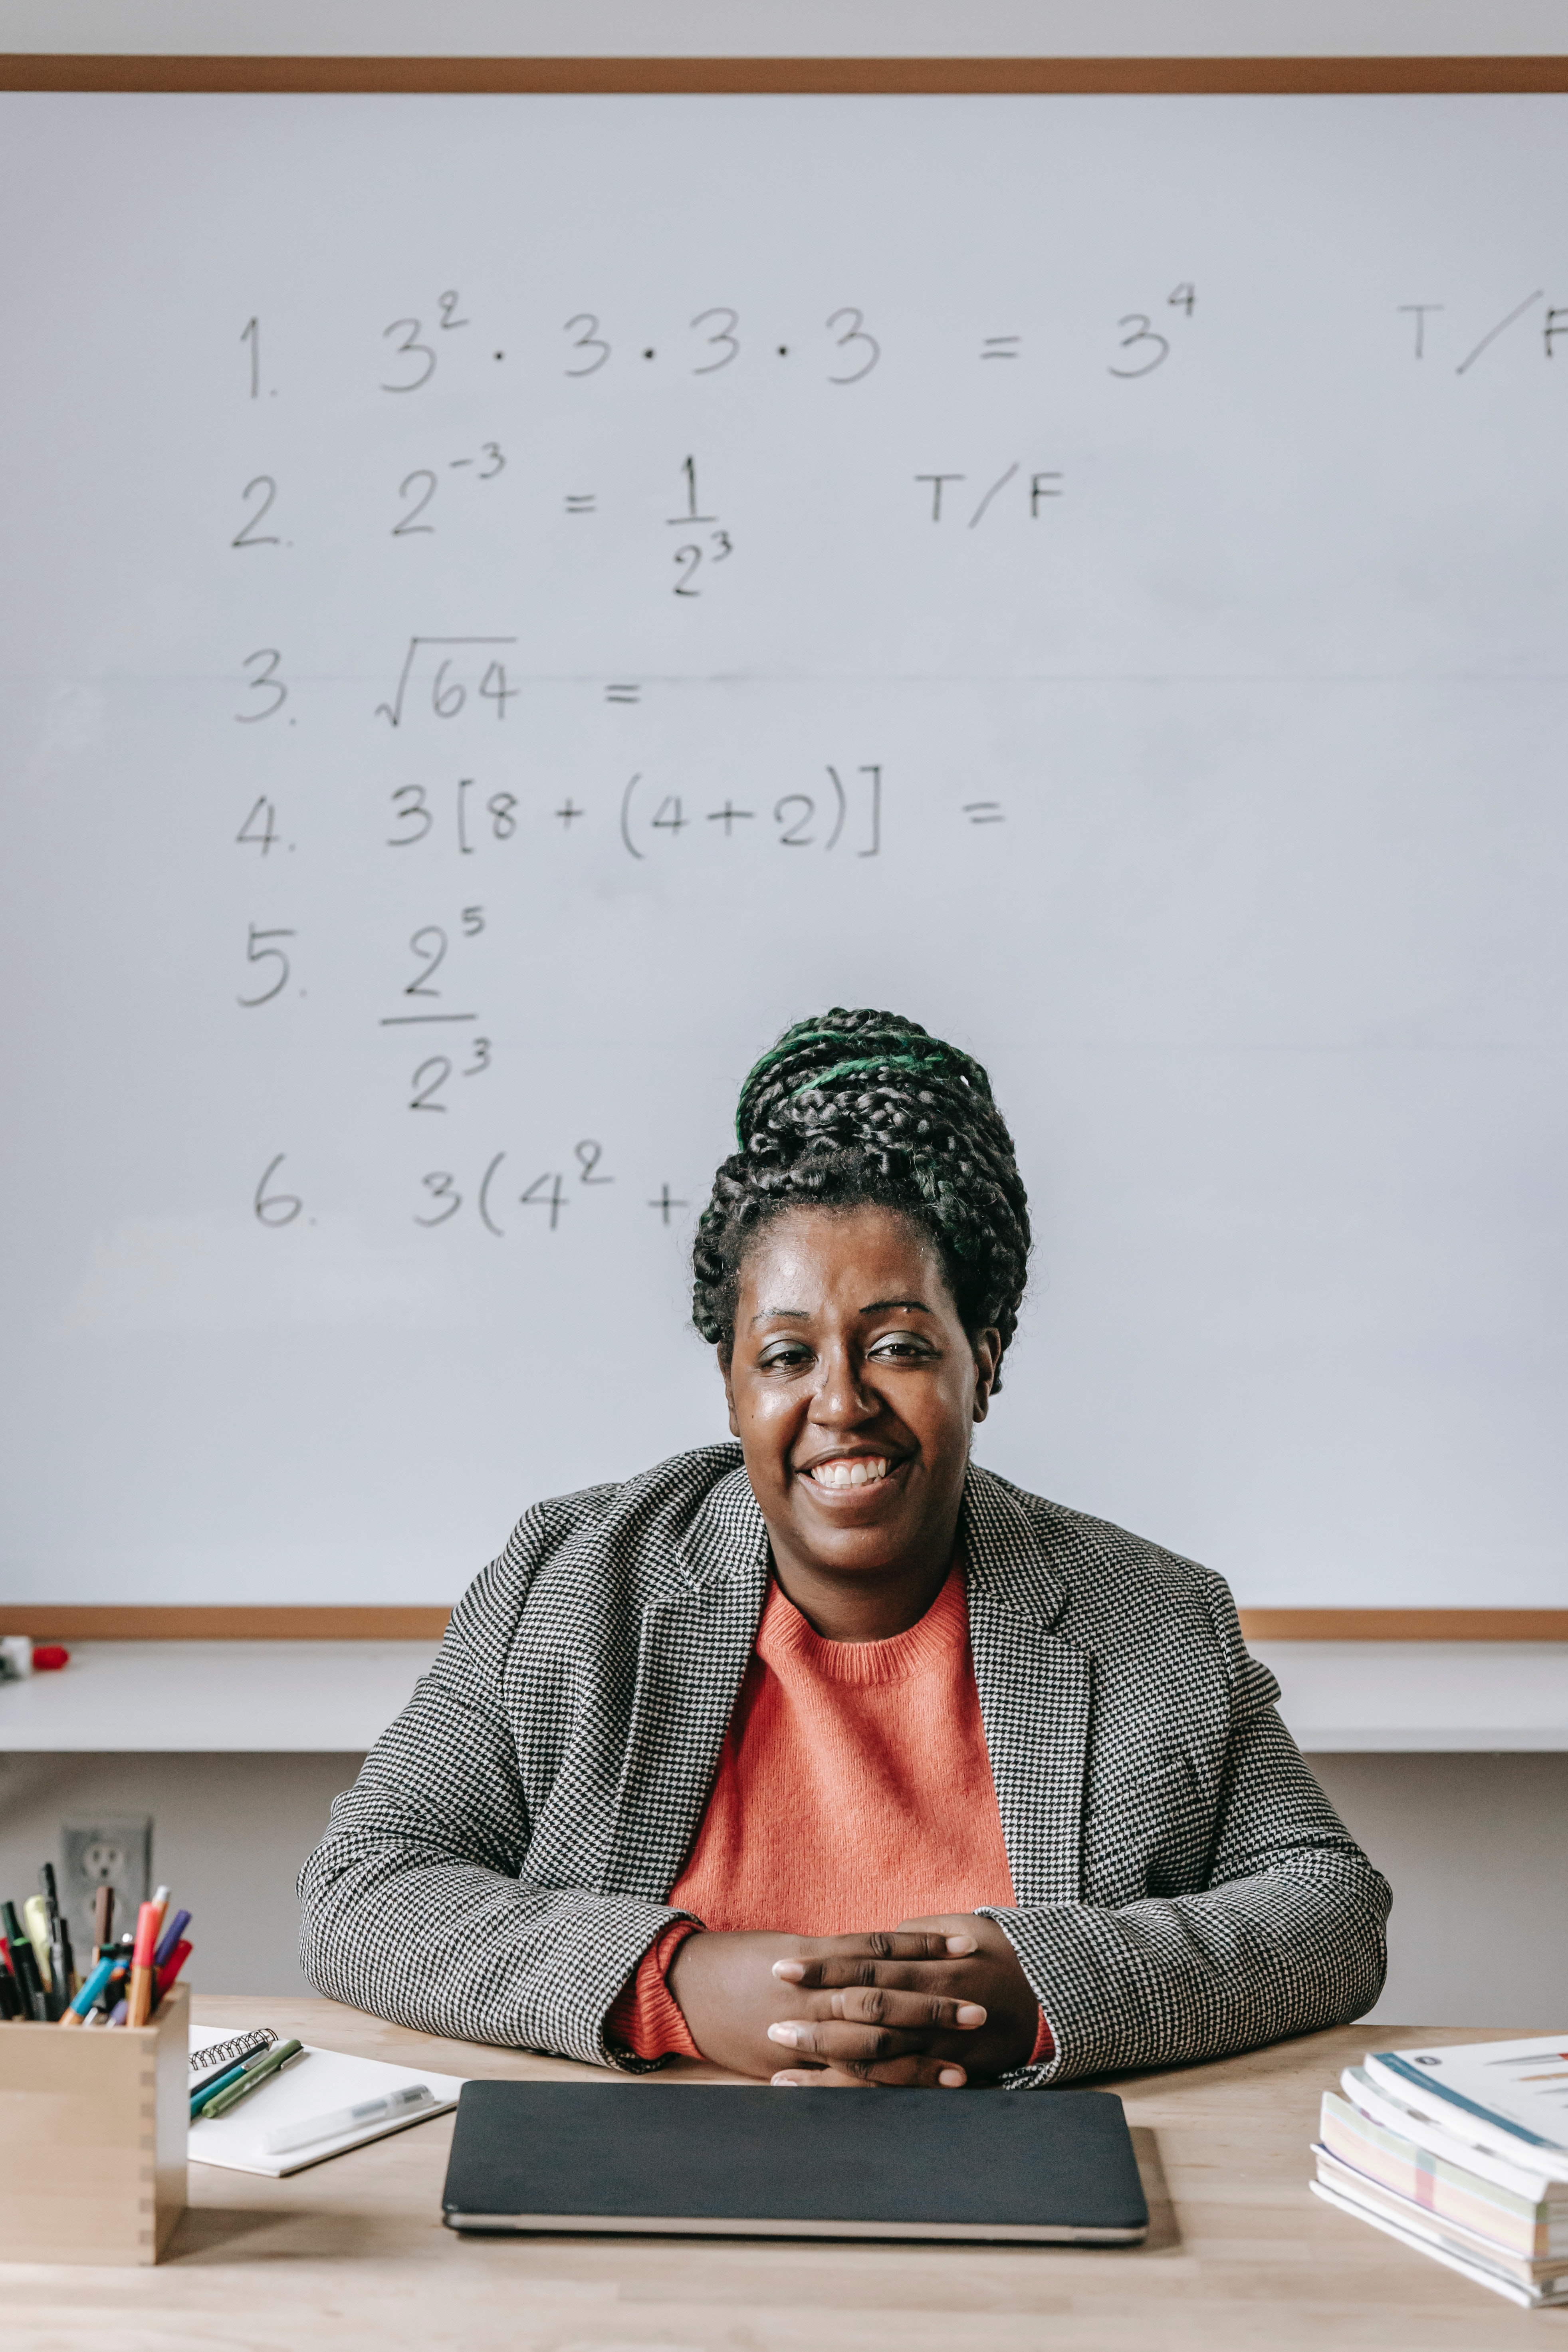 1. 3² · 3 · 3 · 3 = 3⁴ T/F
2. 2⁻³ = 1/2³ T/F
3. √64 =
4. 3[8 + (4+2)] =
5. 2⁵/2³
6. 3(4² +